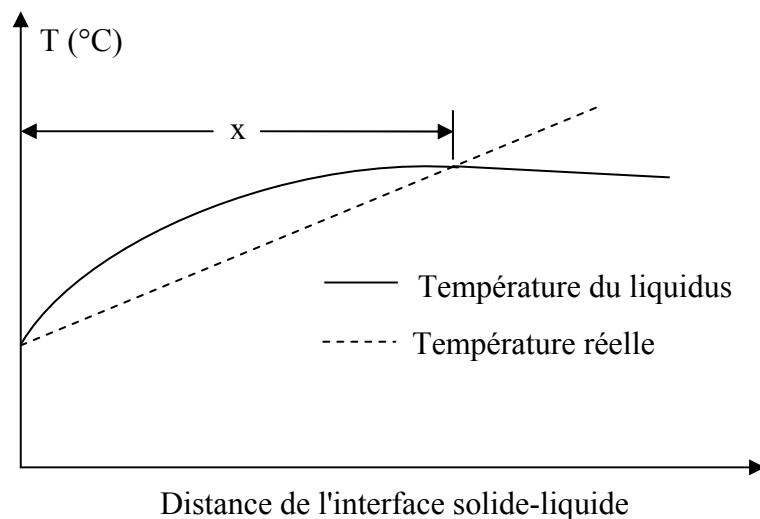 T (°C)
x
Température du liquidus
Température réelle
Distance de l'interface solide-liquide